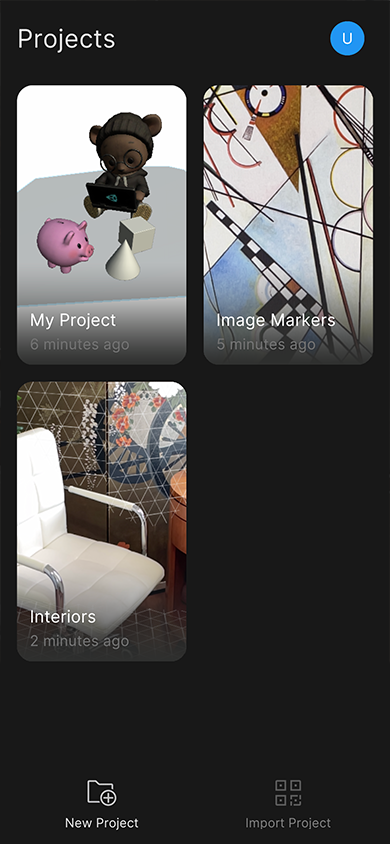 Projects
U
My Project
6 minutes ago
Image Markers
5 minutes ago
Interiors
2 minutes ago
New Project
Import Project